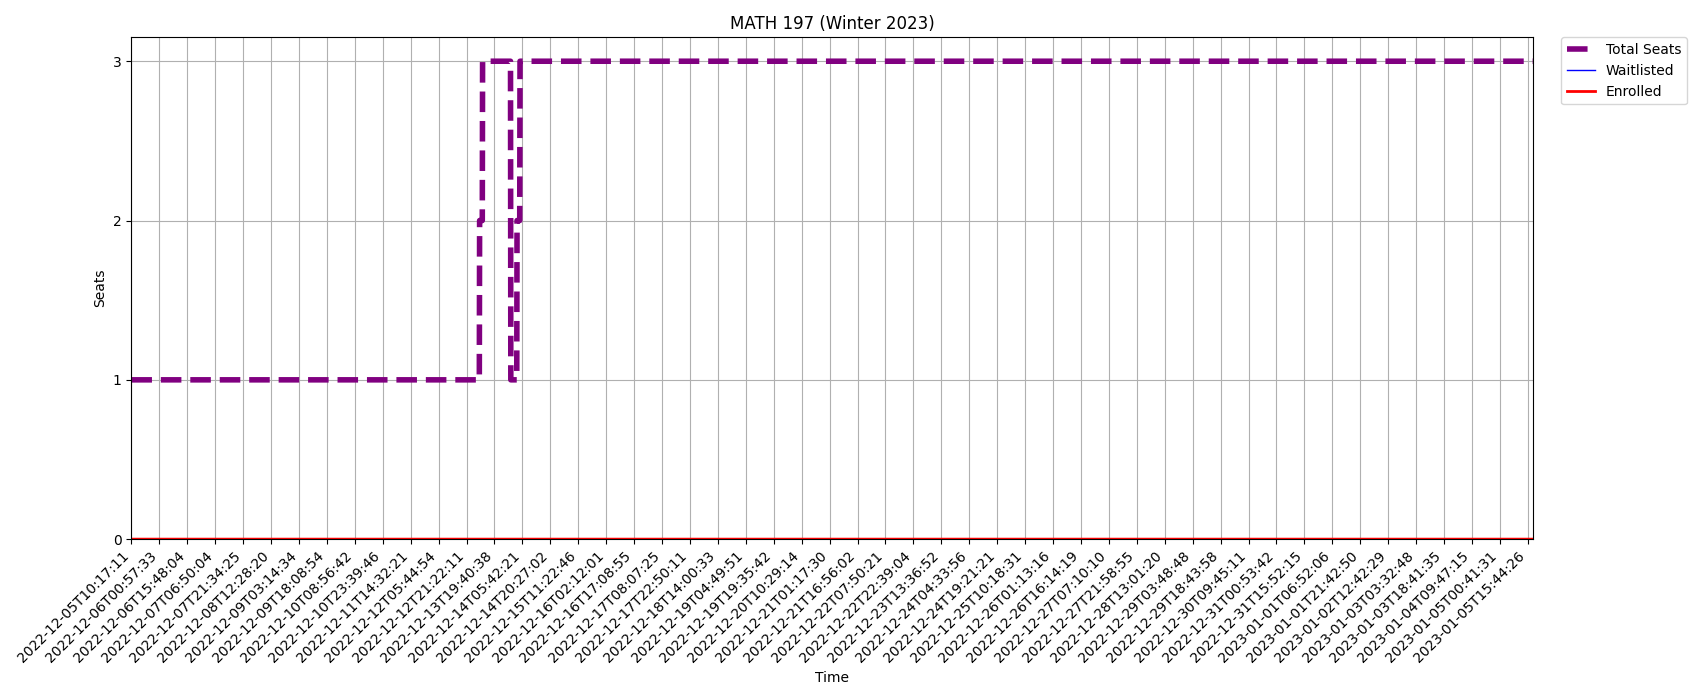 MATH 197 (Winter 2023)
Total Seats
Waitlisted
Enrolled
Seats
3
2
1
0
2022-12-05T10:17:11
2022-12-06T00:57:33
2022-12-06T15:48:04
2022-12-07T06:50:04
2022-12-07T21:34:25
2022-12-08T12:28:20
2022-12-09T03:14:34
2022-12-09T18:08:54
2022-12-10T08:56:42
2022-12-10T23:39:46
2022-12-11T14:32:21
2022-12-12T05:44:54
2022-12-12T21:22:11
2022-12-13T19:40:38
2022-12-14T05:42:21
2022-12-14T20:27:02
2022-12-15T11:22:46
2022-12-16T02:12:01
2022-12-16T17:08:55
2022-12-17T08:07:25
2022-12-17T22:50:11
2022-12-18T14:00:33
2022-12-19T04:49:51
2022-12-19T19:35:42
2022-12-20T10:29:14
2022-12-21T01:17:30
2022-12-21T16:56:02
2022-12-22T07:50:21
2022-12-22T22:39:04
2022-12-23T13:36:52
2022-12-24T04:33:56
2022-12-24T19:21:21
2022-12-25T10:18:31
2022-12-26T01:13:16
2022-12-26T16:14:19
2022-12-27T07:10:10
2022-12-27T21:58:55
2022-12-28T13:01:20
2022-12-29T03:48:48
2022-12-29T18:43:58
2022-12-30T09:45:11
2022-12-31T00:53:42
2022-12-31T15:52:15
2023-01-01T06:52:06
2023-01-01T21:42:50
2023-01-02T12:42:29
2023-01-03T03:32:48
2023-01-03T18:41:35
2023-01-04T09:47:15
2023-01-05T00:41:31
2023-01-05T15:44:26
Time